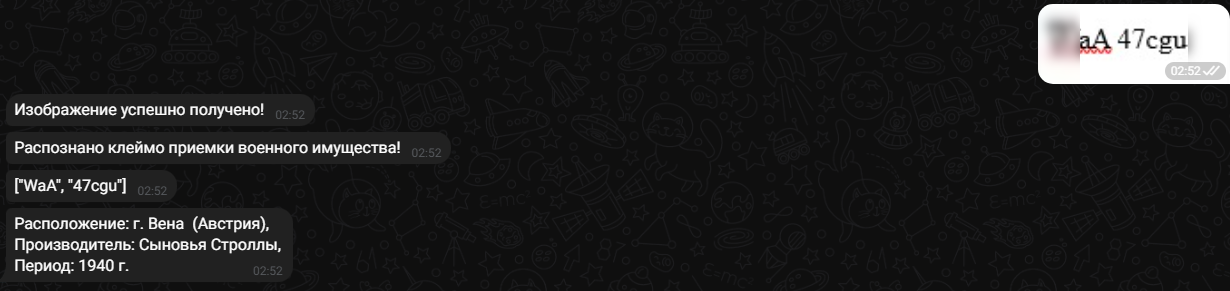 aA 47cgu
02:52
Изображение успешно получено! 02:52
Распознано клеймо приемки военного имущества! 02:52
["WaA", "47cgu"] 02:52
Расположение: г. Вена (Австрия),
Производитель: Сыновья Строллы,
Период: 1940 г. 02:52